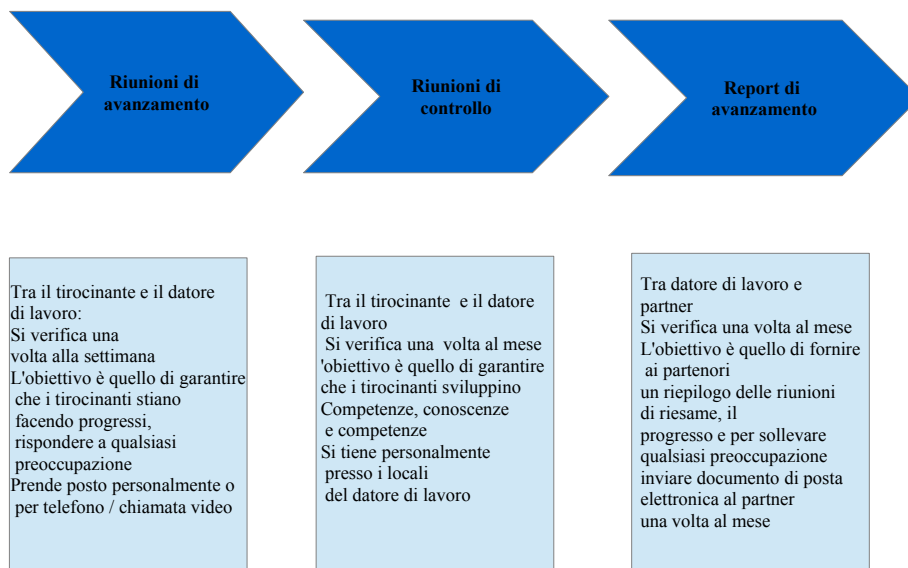 Riunioni di
avanzamento
Riunioni di
controllo
Report di
avanzamento
Tra il tirocinante e il datore
di lavoro:
Si verifica una
volta alla settimana
L'obiettivo è quello di garantire
che i tirocinanti stiano
facendo progressi,
rispondere a qualsiasi
preoccupazione
Prende posto personalmente o
per telefono / chiamata video
Tra il tirocinante e il datore
di lavoro
Si verifica una volta al mese
'obiettivo è quello di garantire
che i tirocinanti sviluppino
Competenze, conoscenze
e competenze
Si tiene personalmente
presso i locali
del datore di lavoro
Tra datore di lavoro e
partner
Si verifica una volta al mese
L'obiettivo è quello di fornire
ai partenori
un riepilogo delle riunioni
di riesame, il
progresso e per sollevare
qualsiasi preoccupazione
inviare documento di posta
elettronica al partner
una volta al mese